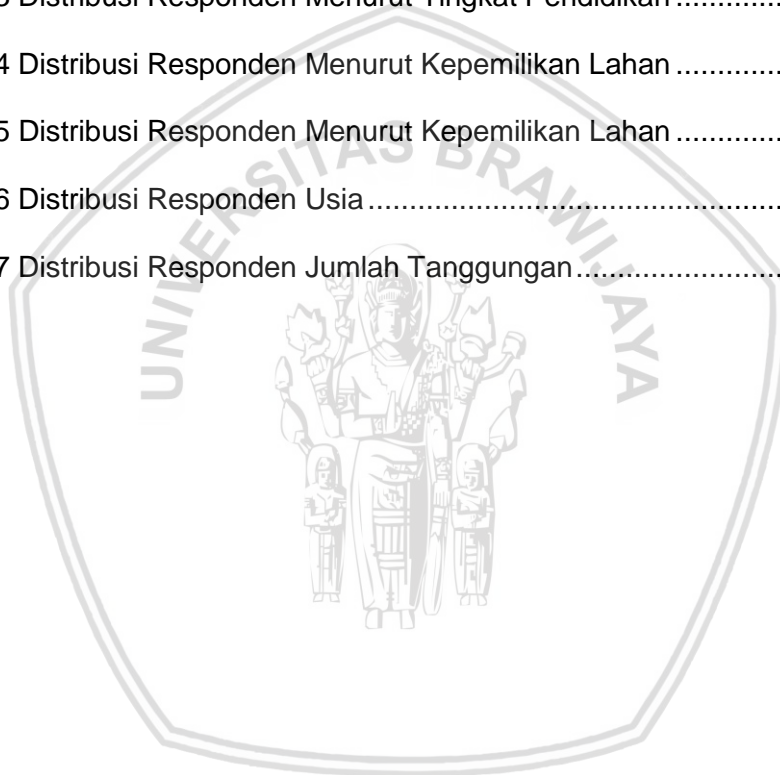 3 Distribusi Responden Menurut Tingkat Pendidikan .............
4 Distribusi Responden Menurut Kepemilikan Lahan .............
5 Distribusi Responden Menurut Kepemilikan Lahan .............
6 Distribusi Responden Usia ..................................................
7 Distribusi Responden Jumlah Tanggungan .........................
UNIVERSITAS BRAWIJAYA